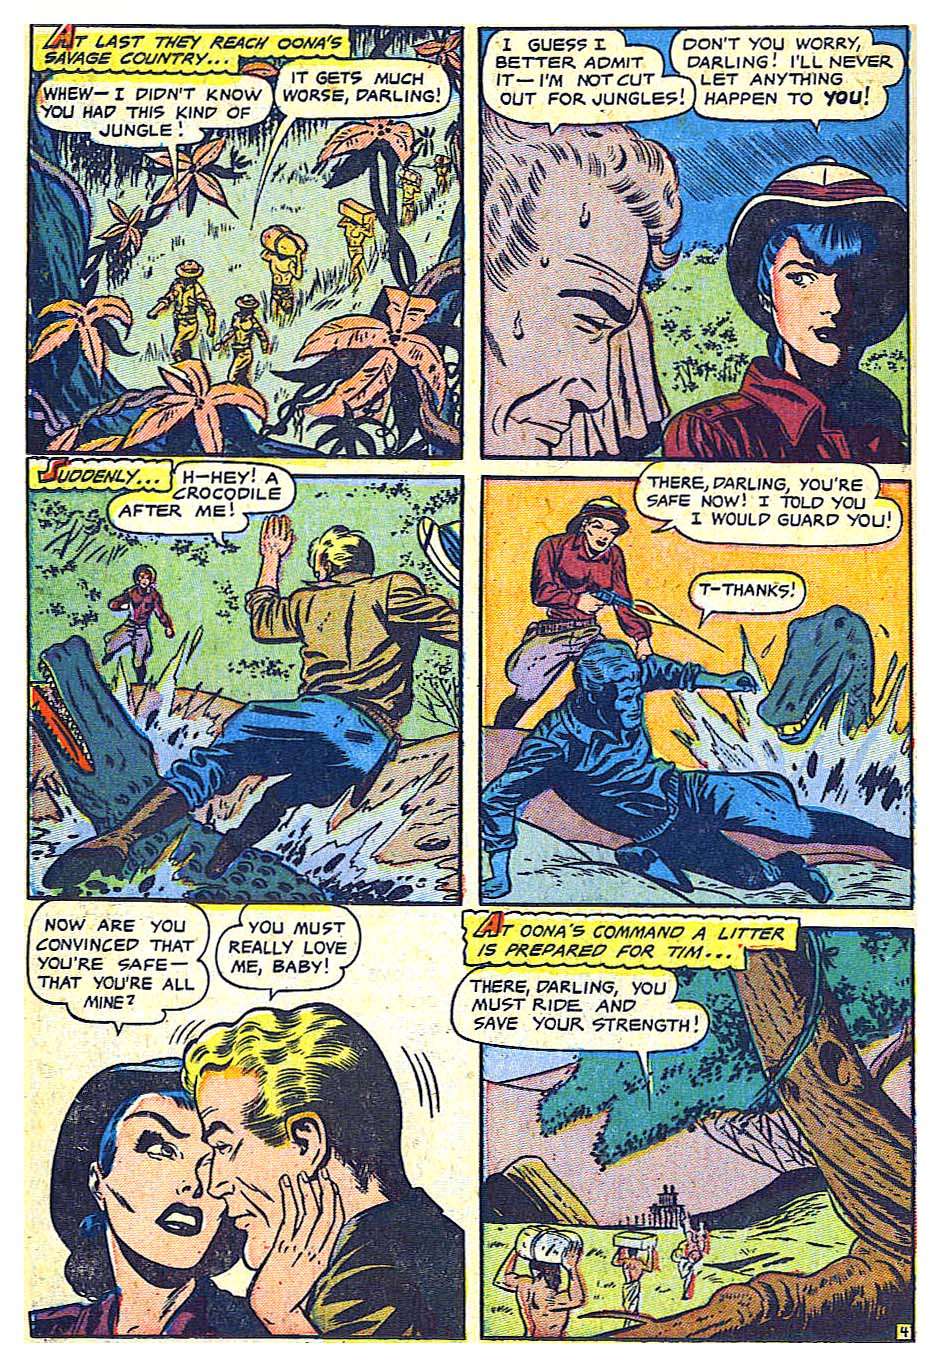 AT LAST THEY REACH OONA'S
SAVAGE COUNTRY...
WHEW— I DIDN'T KNOW
YOU HAD THIS KIND OF
JUNGLE!
IT GETS MUCH
WORSE, DARLING!
I GUESS I
BETTER ADMIT
IT— I'M NOT CUT
OUT FOR JUNGLES!
DON'T YOU WORRY,
DARLING! I'LL NEVER
LET ANYTHING
HAPPEN TO YOU!
SUDDENLY...
H-HEY! A
CROCODILE
AFTER ME!
THERE, DARLING, YOU'RE
SAFE NOW! I TOLD YOU
I WOULD GUARD YOU!
T-THANKS!
NOW ARE YOU
CONVINCED THAT
YOU'RE SAFE—
THAT YOU'RE ALL
MINE?
YOU MUST
REALLY LOVE
ME, BABY!
AT OONA'S COMMAND A LITTER
IS PREPARED FOR TIM...
THERE, DARLING, YOU
MUST RIDE AND
SAVE YOUR STRENGTH!
4